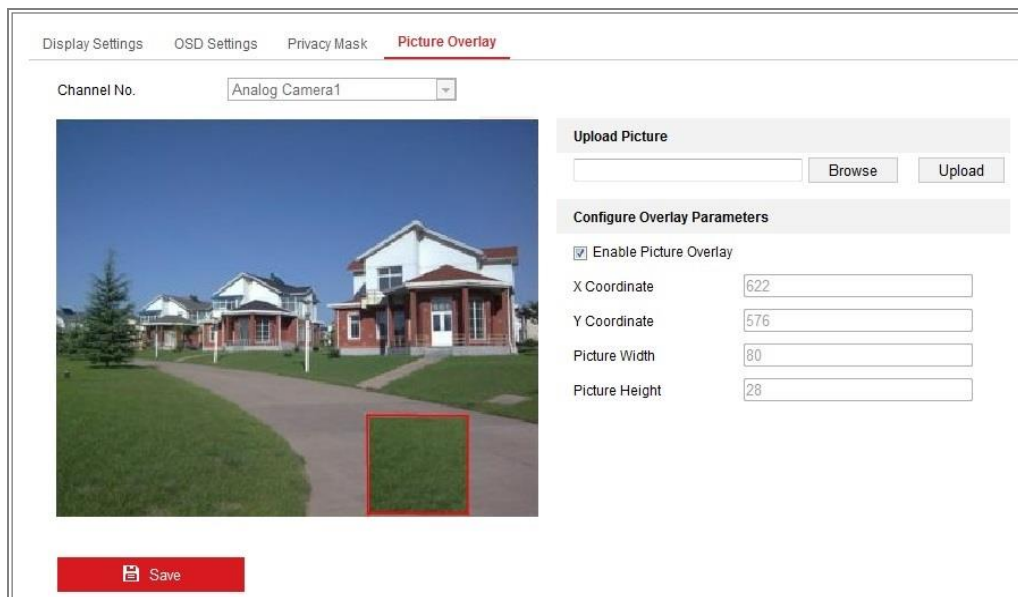 Display Settings OSD Settings Privacy Mask Picture Overlay
Channel No. Analog Camera1
Upload Picture
Browse Upload
Configure Overlay Parameters
Enable Picture Overlay
X Coordinate 622
Y Coordinate 576
Picture Width 80
Picture Height 28
Save